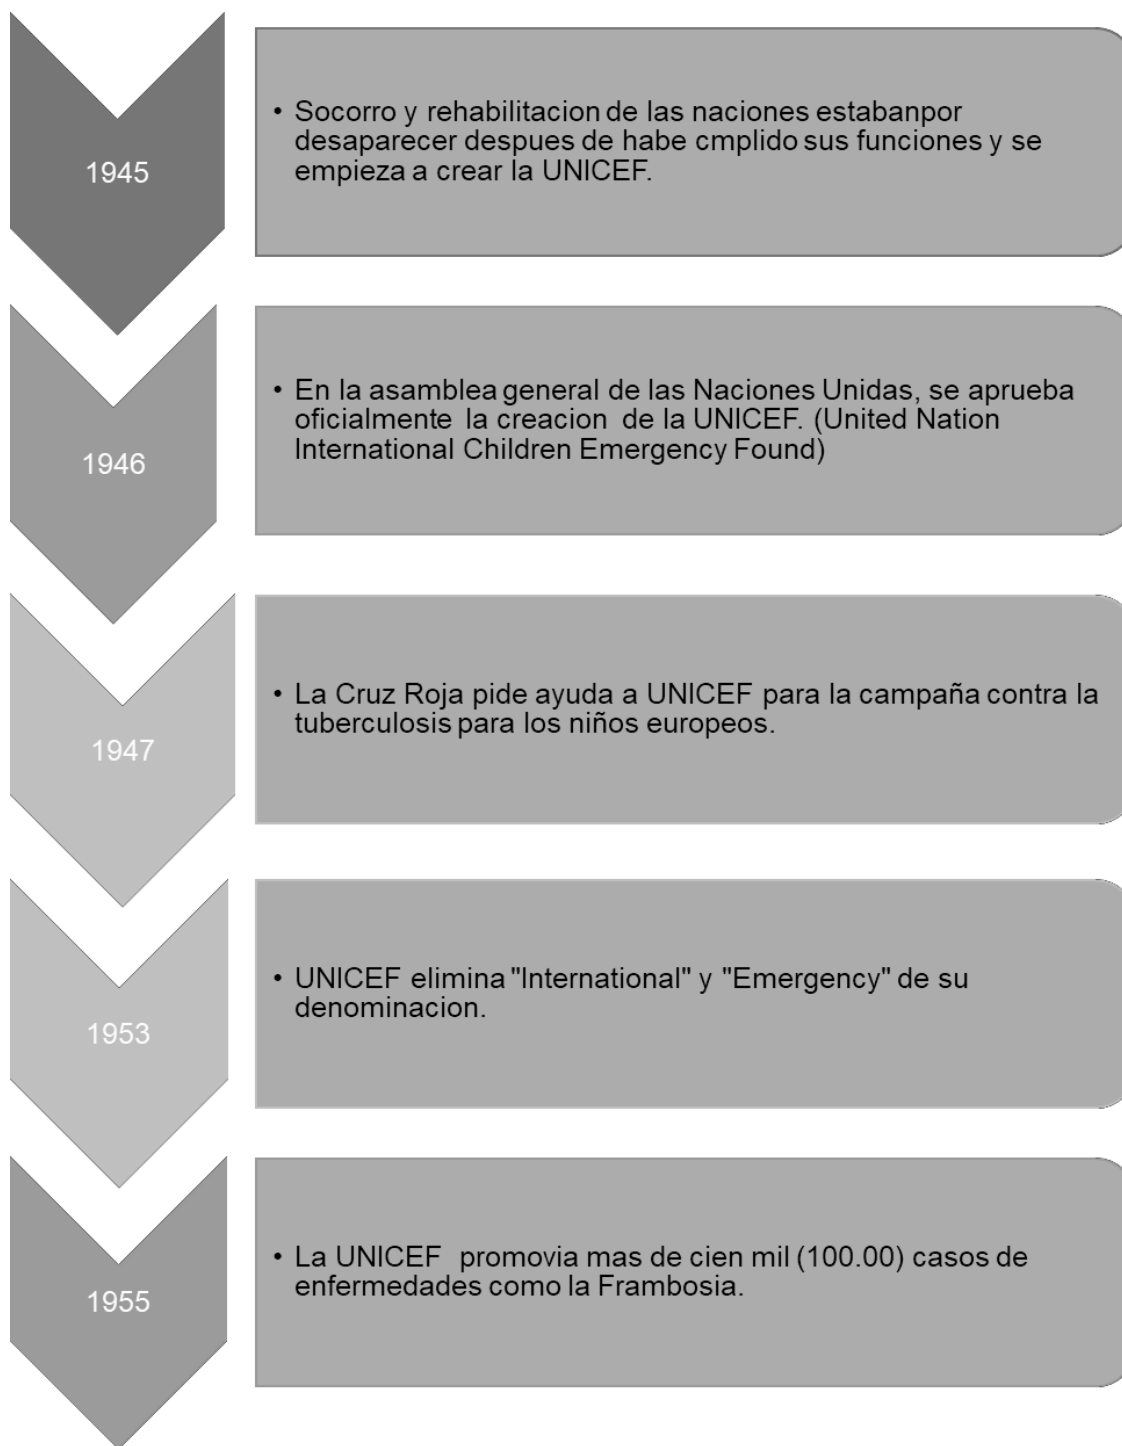 1945
• Socorro y rehabilitacion de las naciones estabanpor
desaparecer despues de habe cmplido sus funciones y se
empieza a crear la UNICEF.
1946
• En la asamblea general de las Naciones Unidas, se aprueba
oficialmente la creacion de la UNICEF. (United Nation
International Children Emergency Found)
1947
• La Cruz Roja pide ayuda a UNICEF para la campaña contra la
tuberculosis para los niños europeos.
1953
• UNICEF elimina "International" y "Emergency" de su
denominacion.
1955
• La UNICEF promovia mas de cien mil (100.00) casos de
enfermedades como la Frambosia.